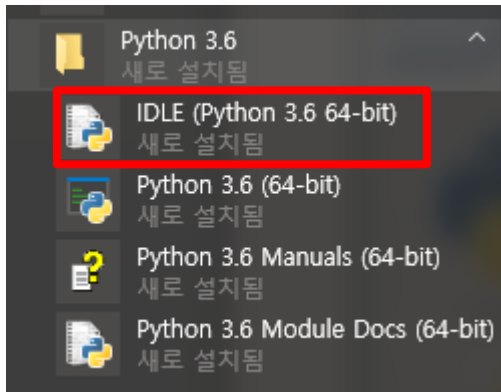 Python 3.6
새로 설치됨
IDLE (Python 3.6 64-bit)
새로 설치됨
Python 3.6 (64-bit)
새로 설치됨
Python 3.6 Manuals (64-bit)
새로 설치됨
Python 3.6 Module Docs (64-bit)
새로 설치됨